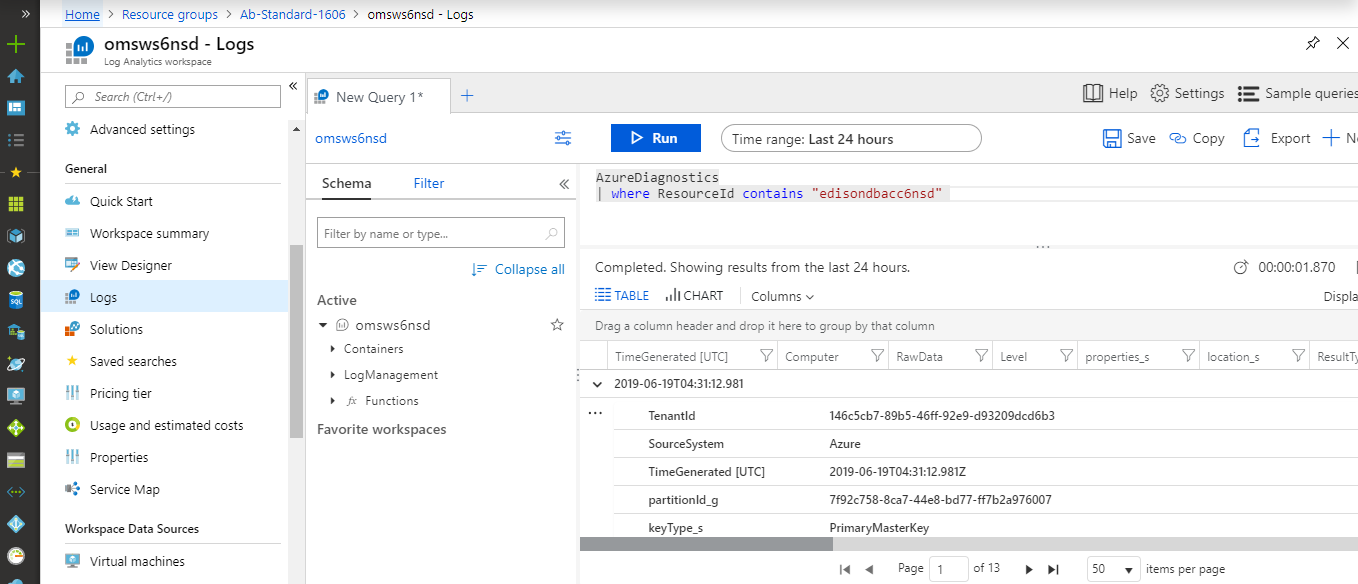 Home > Resource groups > Ab-Standard-1606 > omsws6nsd - Logs
omsws6nsd - Logs
Log Analytics workspace
Search (Ctrl+/)
Advanced settings
General
Quick Start
Workspace summary
View Designer
Logs
Solutions
Saved searches
Pricing tier
Usage and estimated costs
Properties
Service Map
Workspace Data Sources
Virtual machines
New Query 1*
Help Settings Sample queries
omsws6nsd
Run
Time range: Last 24 hours
Save Copy Export
Schema Filter
Filter by name or type...
Collapse all
Active
omsws6nsd
Containers
LogManagement
fx Functions
Favorite workspaces
AzureDiagnostics
| where ResourceId contains "edisondbacc6nsd"
...
Completed. Showing results from the last 24 hours.
00:00:01.870
TABLE CHART Columns
Displa
Drag a column header and drop it here to group by that column
TimeGenerated [UTC] Computer RawData Level properties_s location_s ResultTy
2019-06-19T04:31:12.981
TenantId 146c5cb7-89b5-46ff-92e9-d93209dcd6b3
SourceSystem Azure
TimeGenerated [UTC] 2019-06-19T04:31:12.981Z
partitionId_g 7f92c758-8ca7-44e8-bd77-ff7b2a976007
keyType_s PrimaryMasterKey
Page 1 of 13 50 items per page